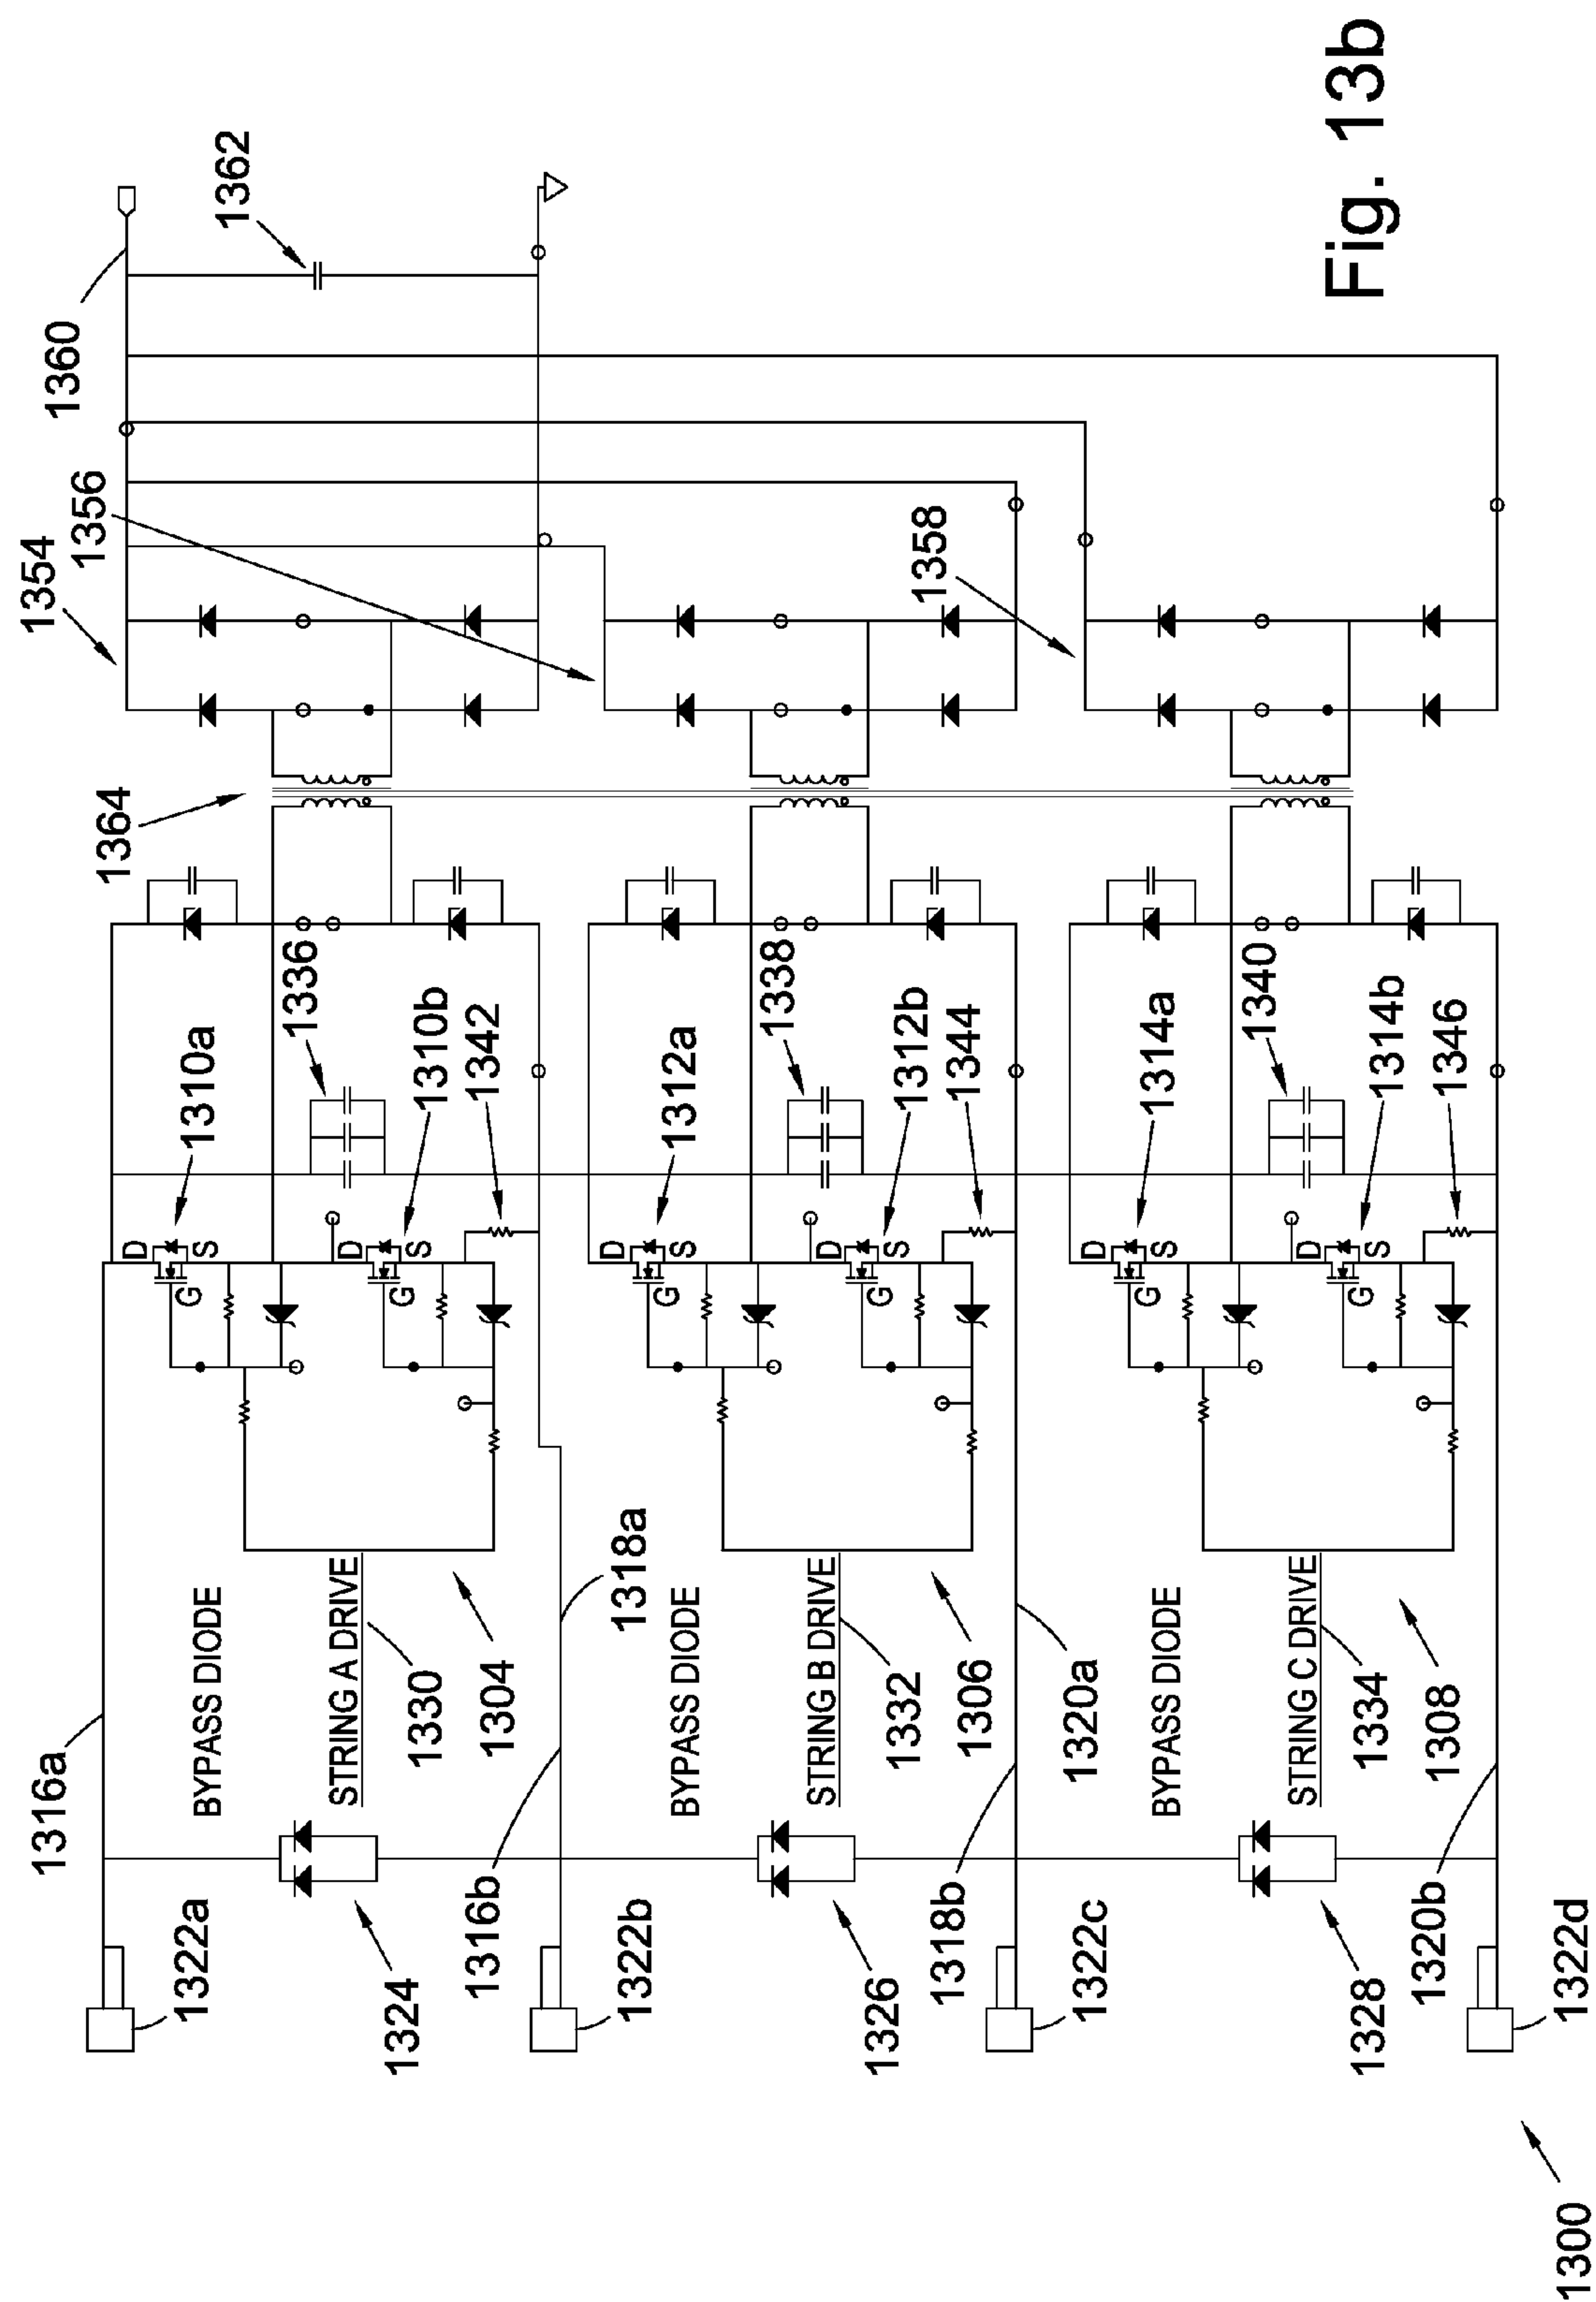 1300
1322a
1316a
1324
1316b
1322b
1326
1318b
1322c
1328
1320b
1322d
BYPASS DIODE
STRING A DRIVE
1330
1304
1318a
BYPASS DIODE
STRING B DRIVE
1332
1306
1320a
BYPASS DIODE
STRING C DRIVE
1334
1308
D
G
S
D
G
S
D
G
S
D
G
S
D
G
S
D
G
S
1310a
1336
1310b
1342
1312a
1338
1312b
1344
1314a
1340
1314b
1346
1364
1354
1356
1358
1360
1362
Fig. 13b